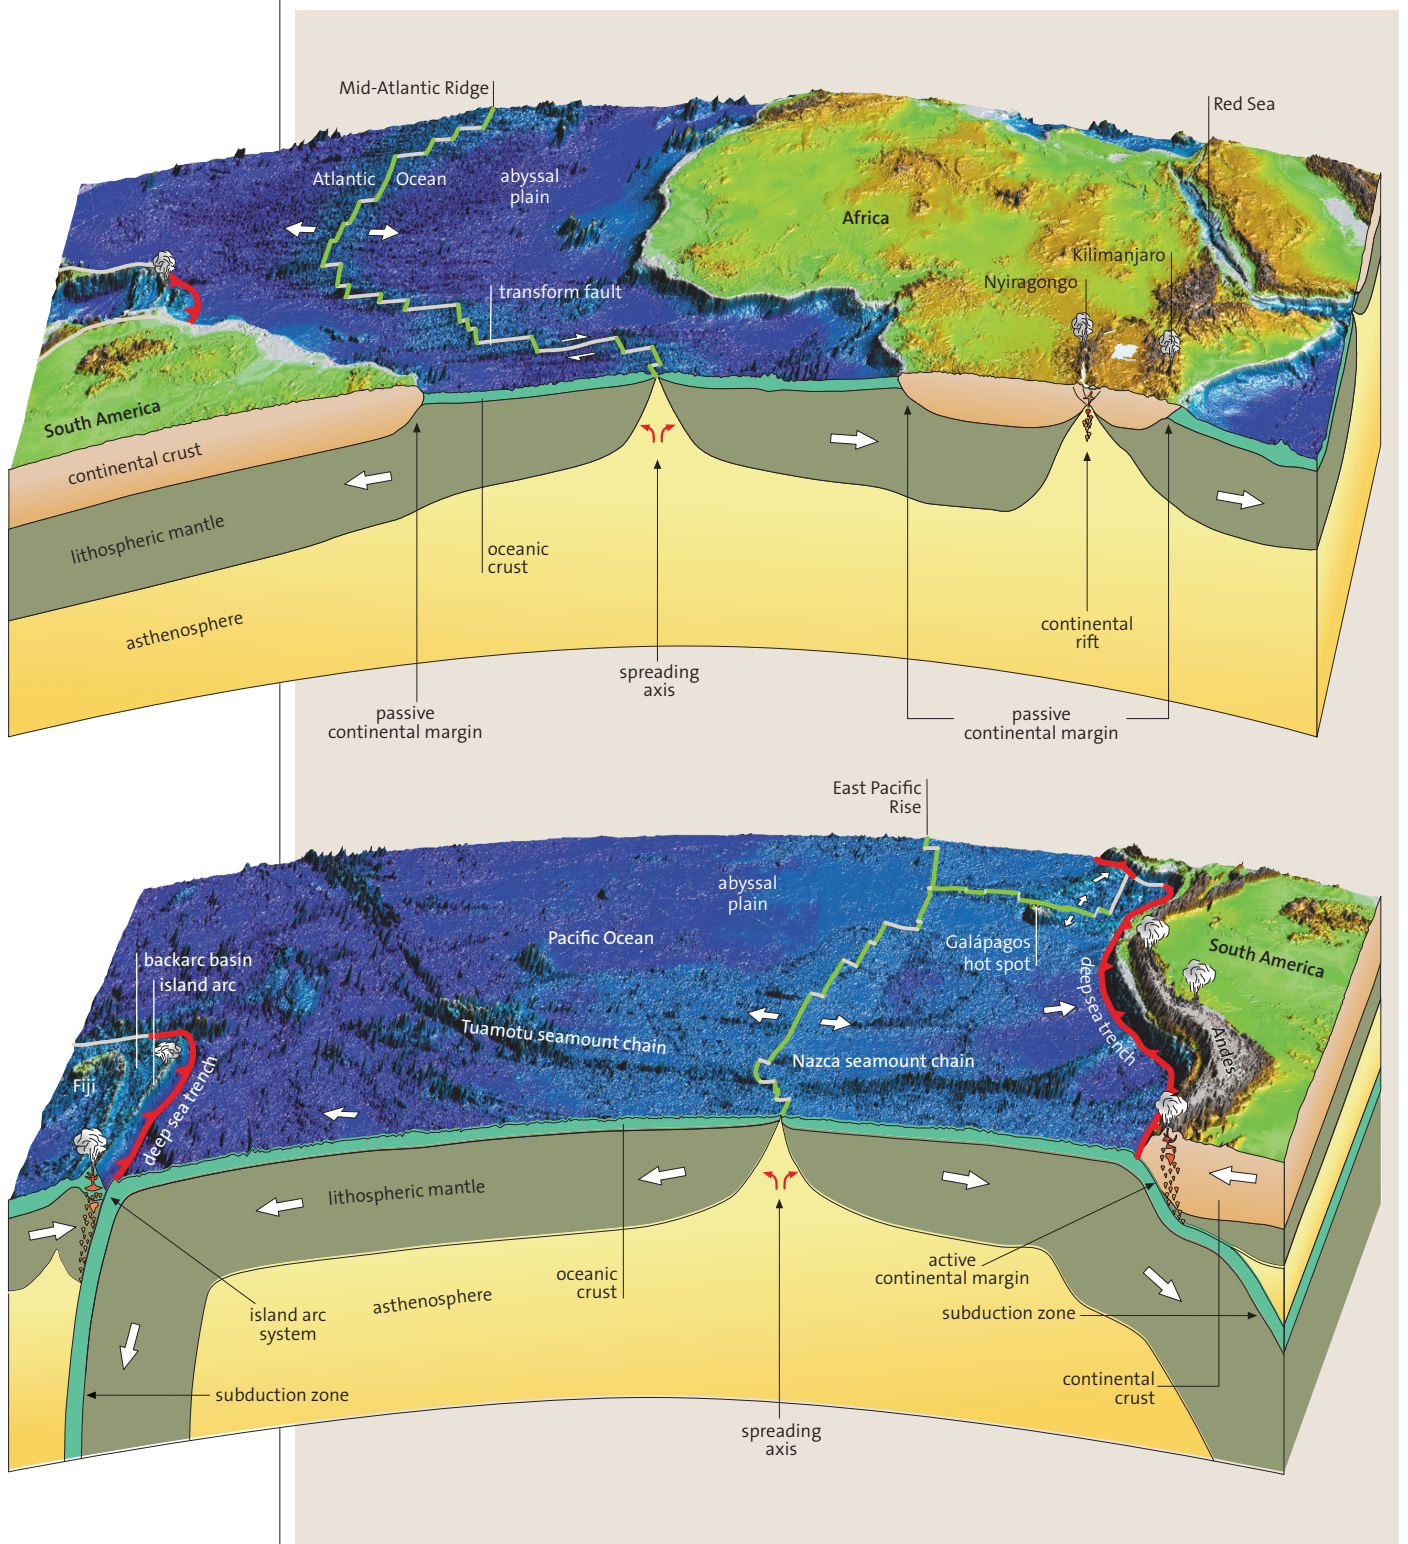 Mid-Atlantic Ridge
Red Sea
Atlantic Ocean
abyssal
plain
Africa
Kilimanjaro
Nyiragongo
transform fault
South America
continental crust
lithospheric mantle
oceanic
crust
asthenosphere
continental
rift
spreading
axis
passive
continental margin
passive
continental margin
East Pacific
Rise
abyssal
plain
Pacific Ocean
Galápagos
hot spot
South America
backarc basin
island arc
deep sea trench
Tuamotu seamount chain
Nazca seamount chain
Andes
Fiji
deep sea trench
lithospheric mantle
active
continental margin
oceanic
crust
asthenosphere
island arc
system
subduction zone
continental
crust
subduction zone
spreading
axis